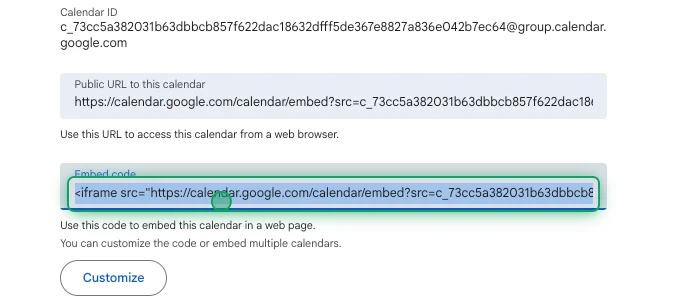 Calendar ID
c_73cc5a382031b63dbbcb857f622dac18632dfff5de367e8827a836e042b7ec64@group.calendar.
google.com
Public URL to this calendar
https://calendar.google.com/calendar/embed?src=c_73cc5a382031b63dbbcb857f622dac18
Use this URL to access this calendar from a web browser.
Embed code
<iframe src="https://calendar.google.com/calendar/embed?src=c_73cc5a382031b63dbbcb8
Use this code to embed this calendar in a web page.
You can customize the code or embed multiple calendars.
Customize